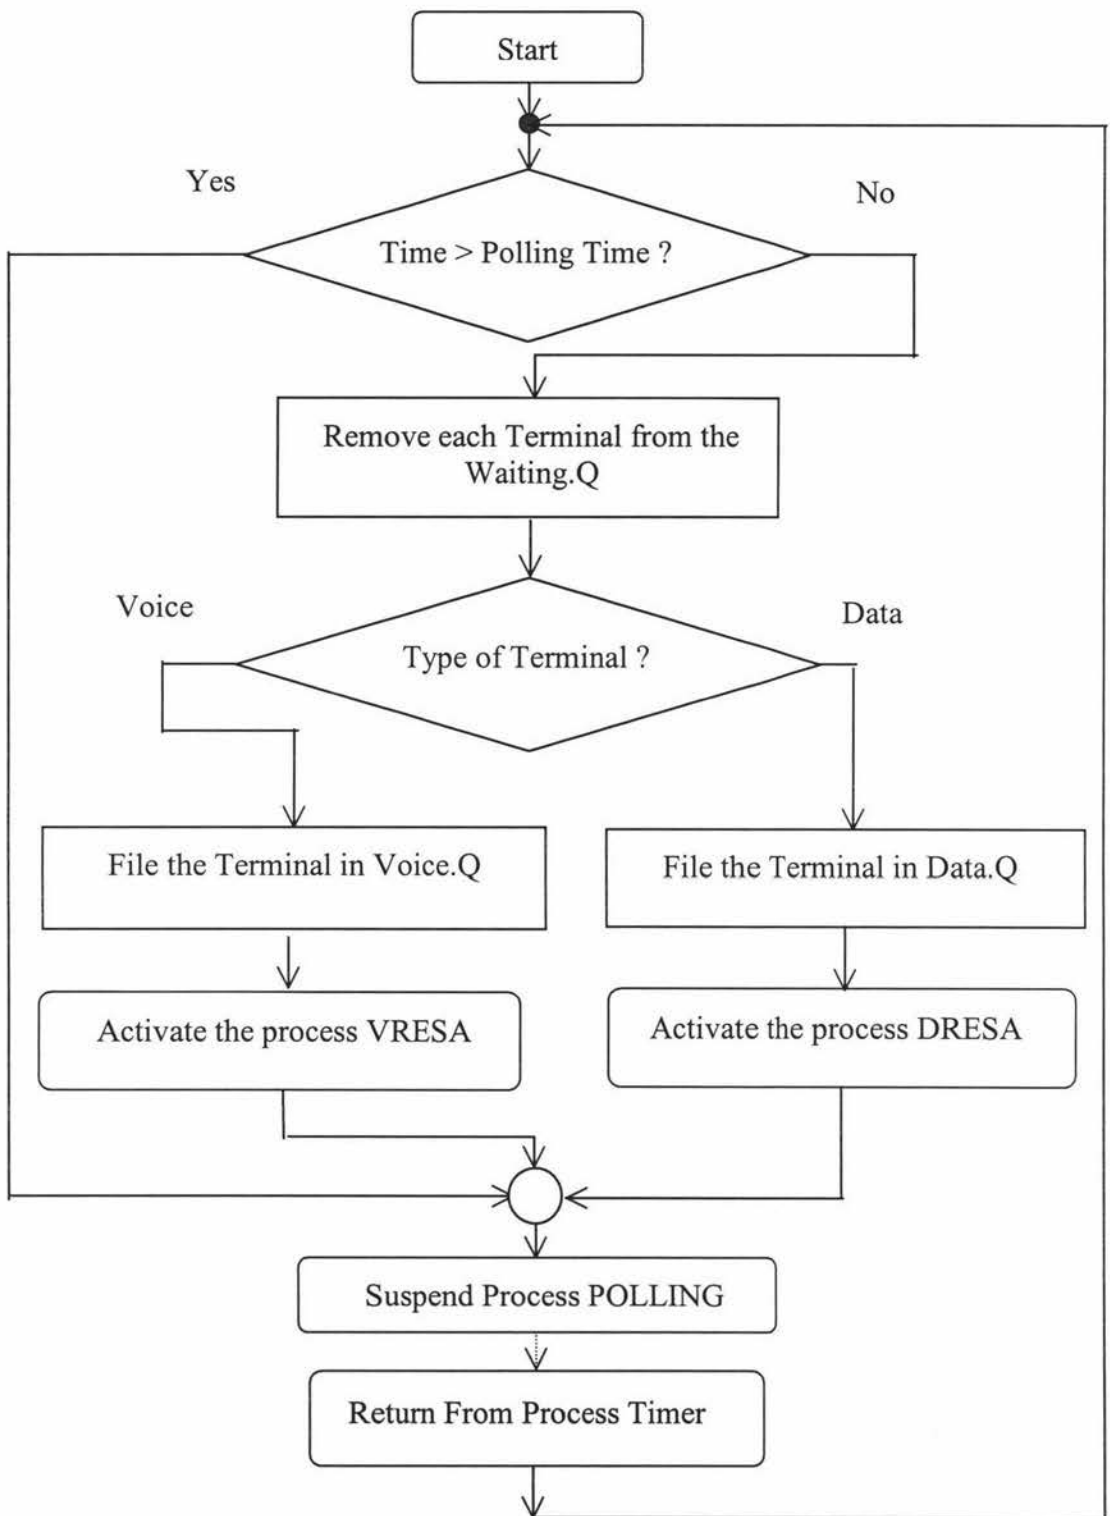 Start
Yes
No
Time > Polling Time ?
Remove each Terminal from the
Waiting.Q
Voice
Data
Type of Terminal ?
File the Terminal in Voice.Q
File the Terminal in Data.Q
Activate the process VRESA
Activate the process DRESA
Suspend Process POLLING
Return From Process Timer